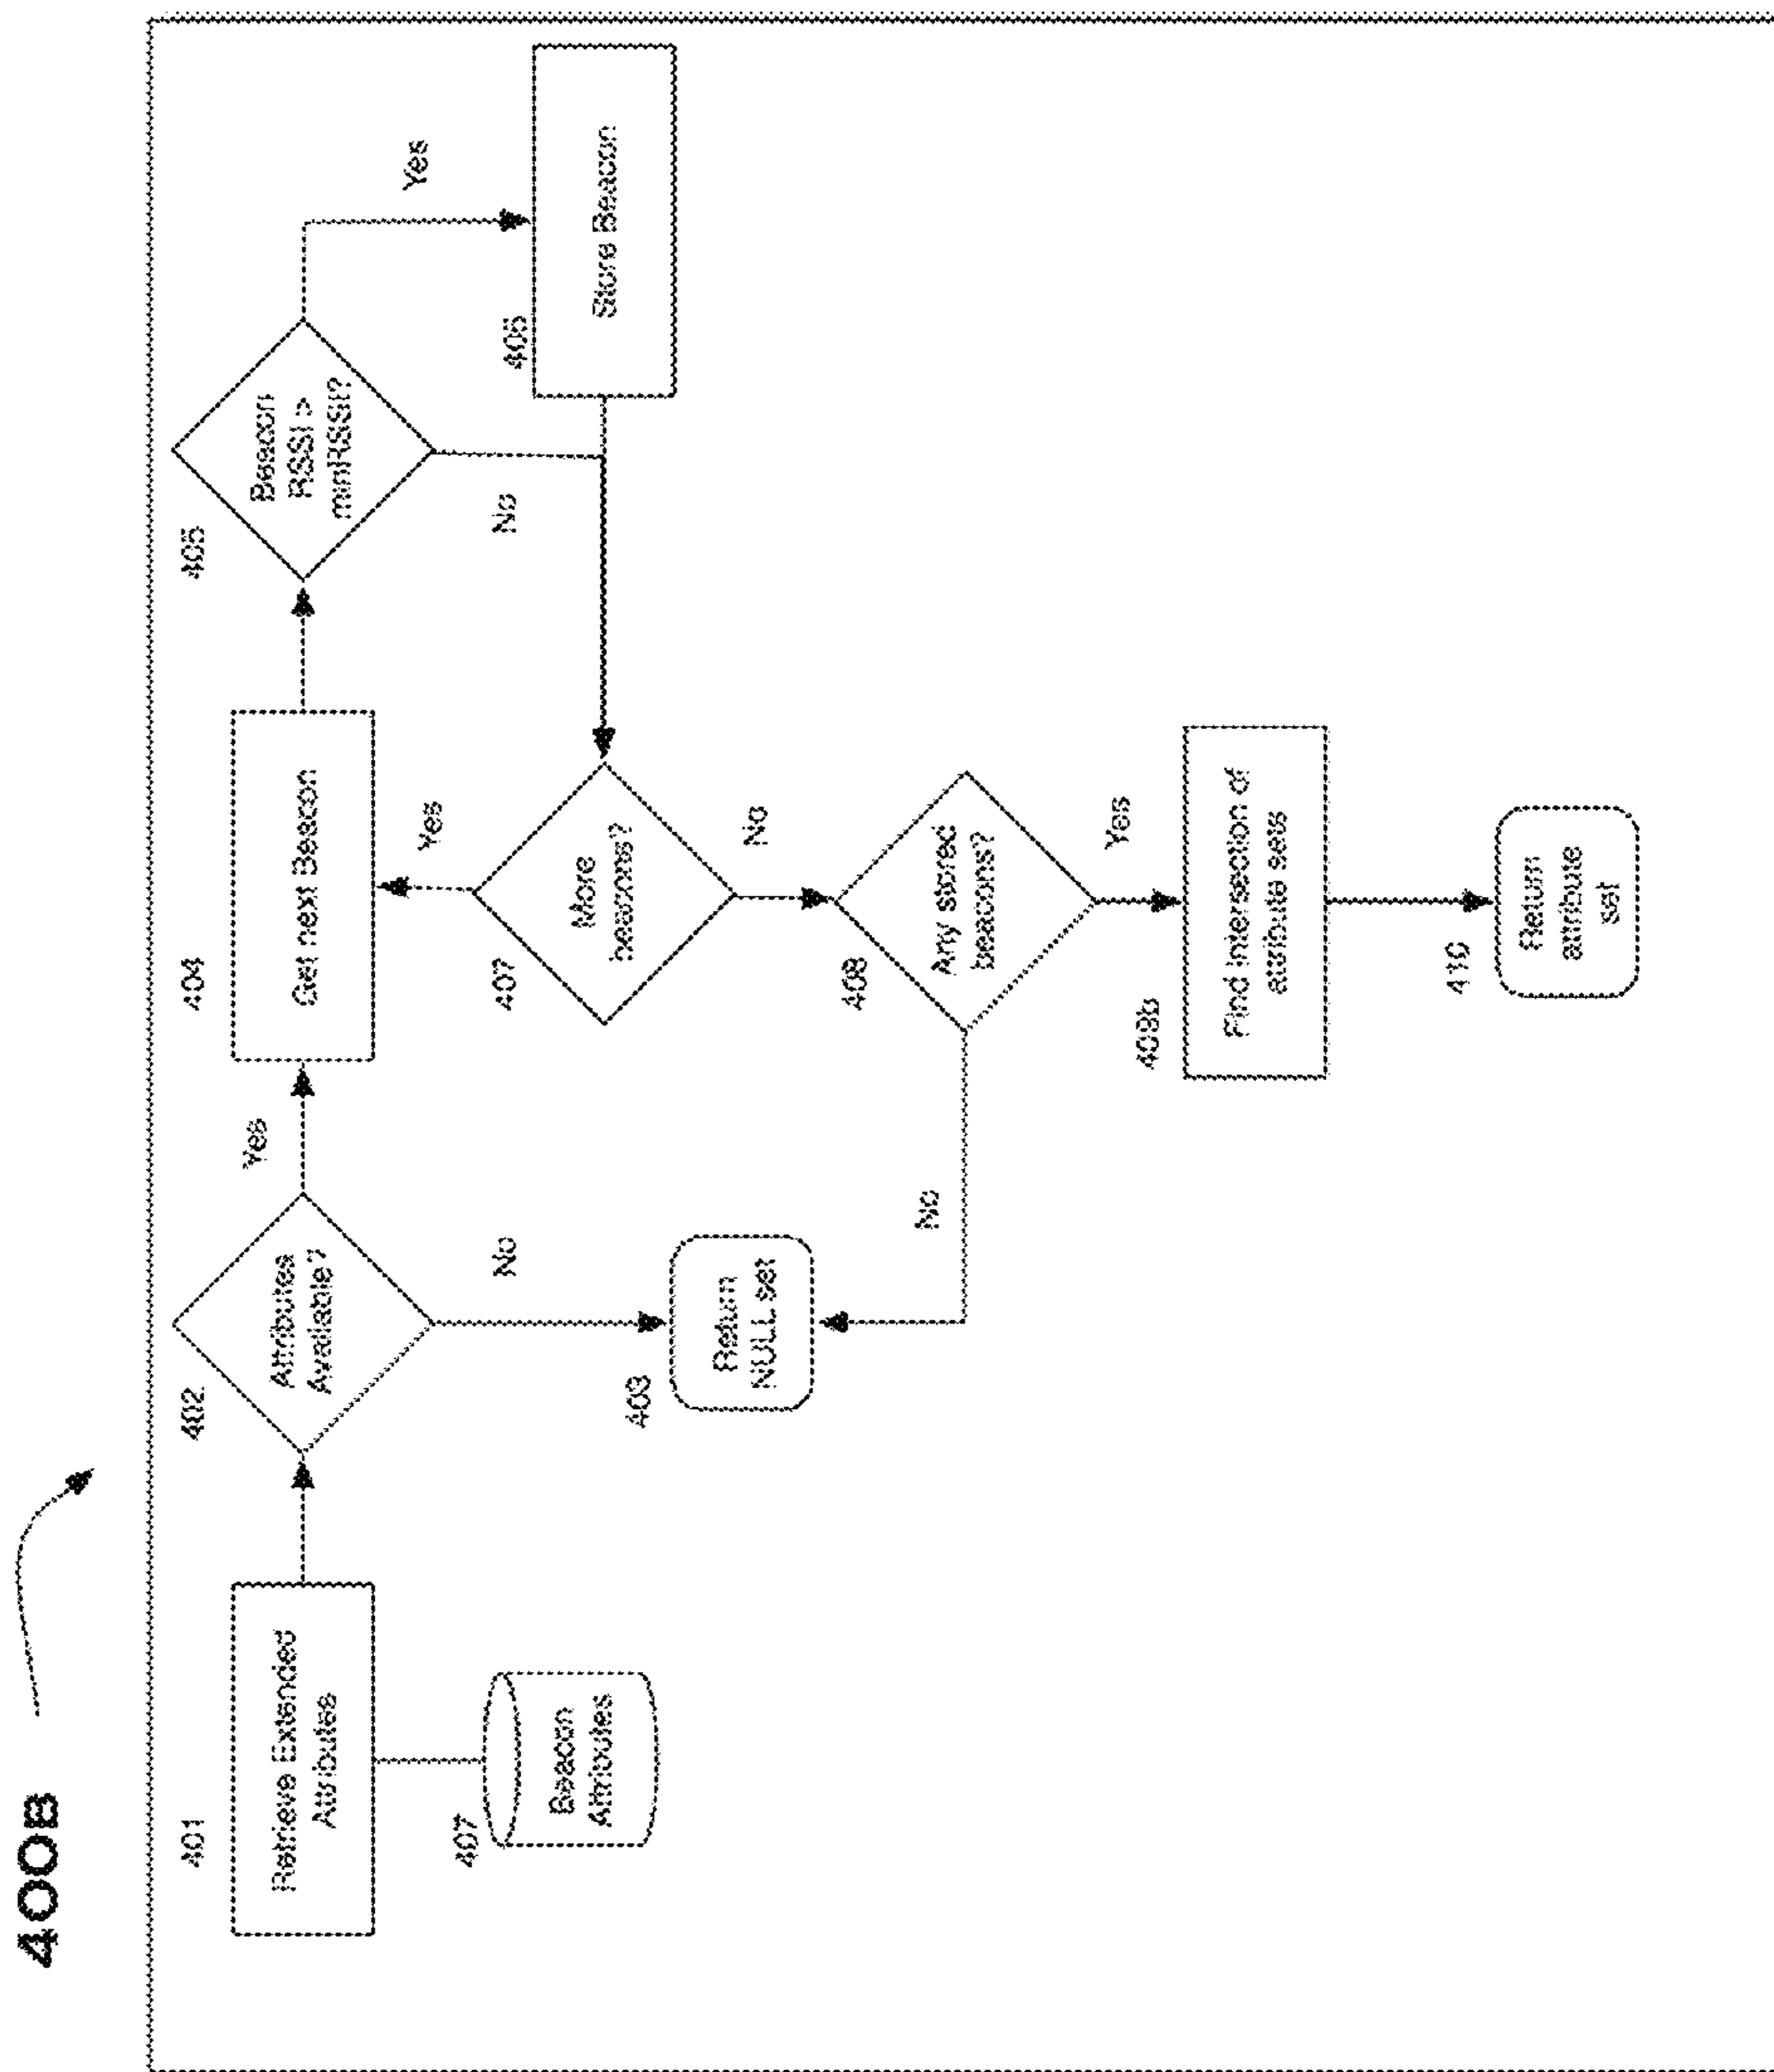 400B
401
Retrieve Extended
Attributes
407
Beacon
Attributes
402
Attributes
Available?
Yes
No
403
Return
NULL set
404
Get next Beacon
405
Beacon
RSSI >
minRSSI?
Yes
No
406
Store Beacon
407
More
beacons?
Yes
No
408
Any stored
beacons?
No
Yes
409b
Find intersection of
attribute sets
410
Return
attribute
set